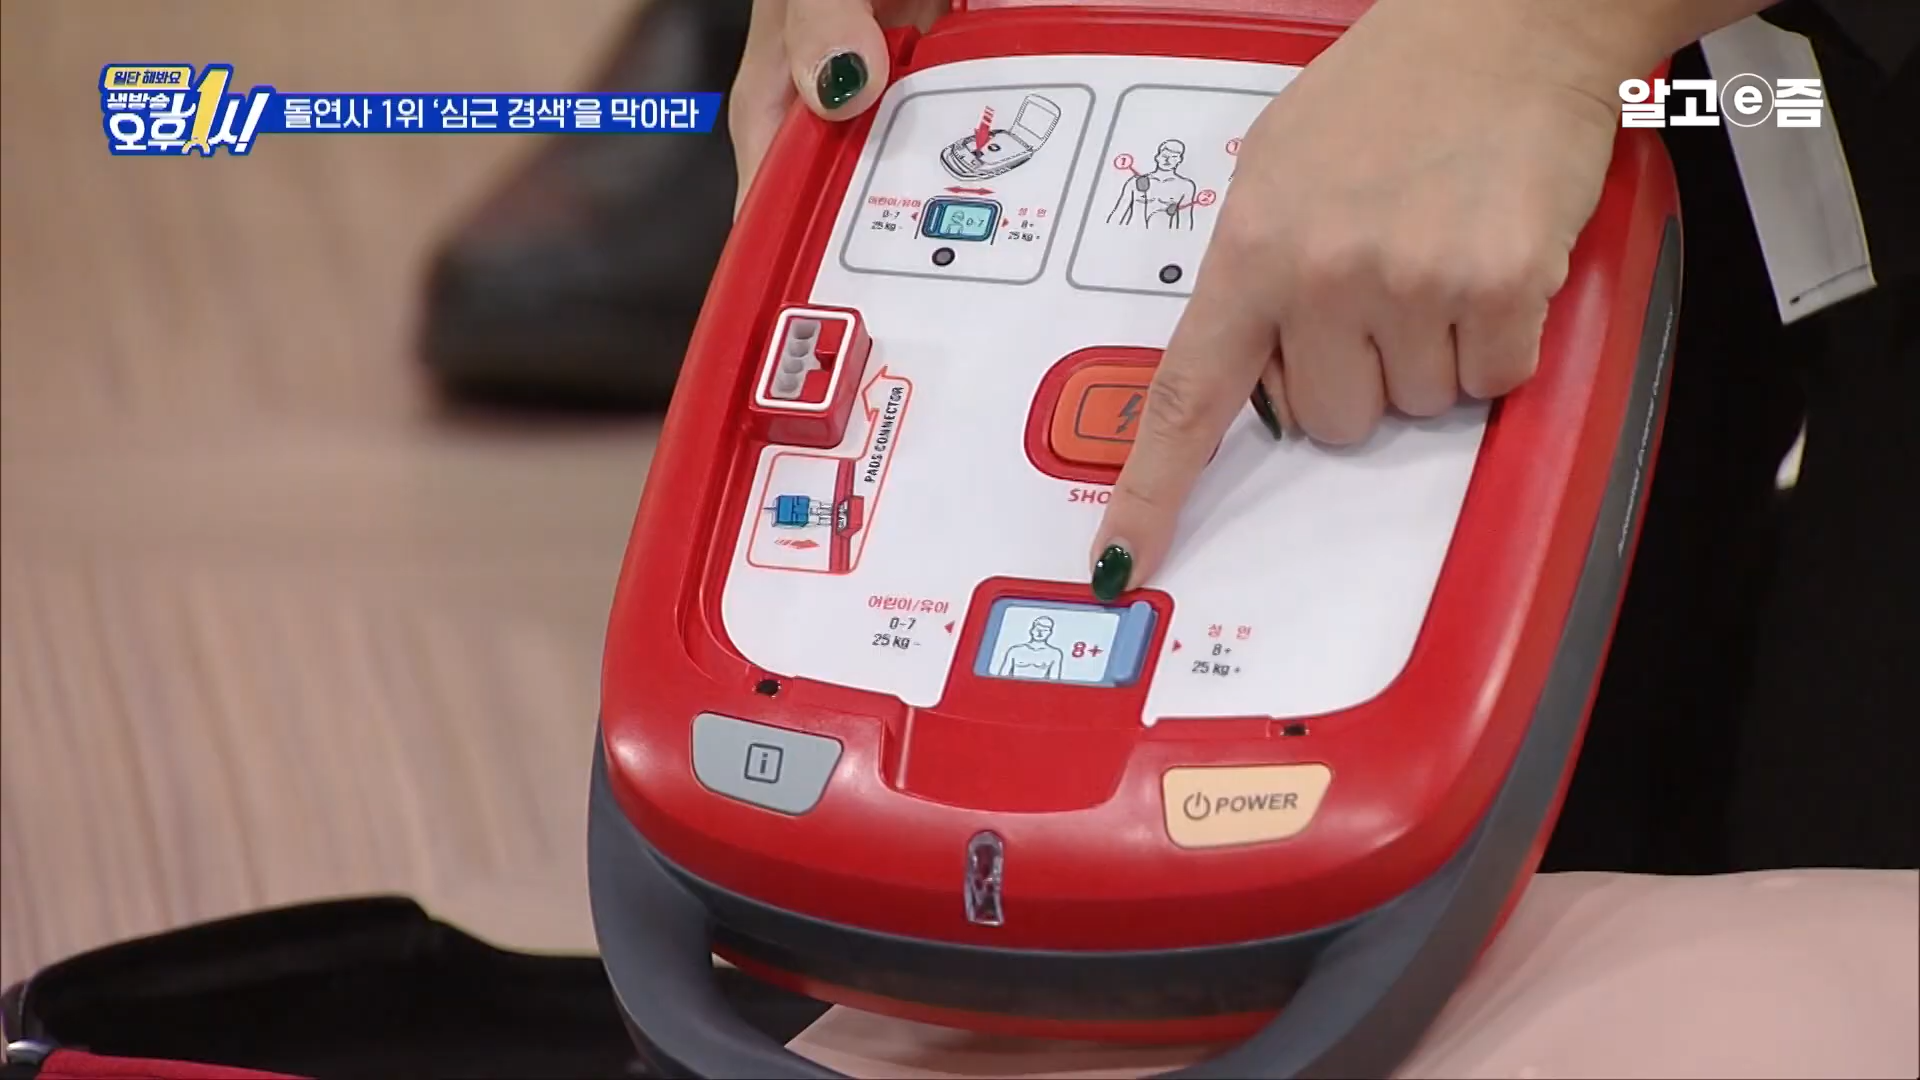 일단 해봐요
생방송
오후1시!
돌연사 1위 ‘심근 경색’을 막아라
알고e즘
어린이/유아
0-7
25 kg -
0-7
성 인
8+
25 kg +
1
2
1
PADS CONNECTOR
SHO
어린이/유아
0-7
25 kg -
8+
성 인
8+
25 kg +
i
POWER